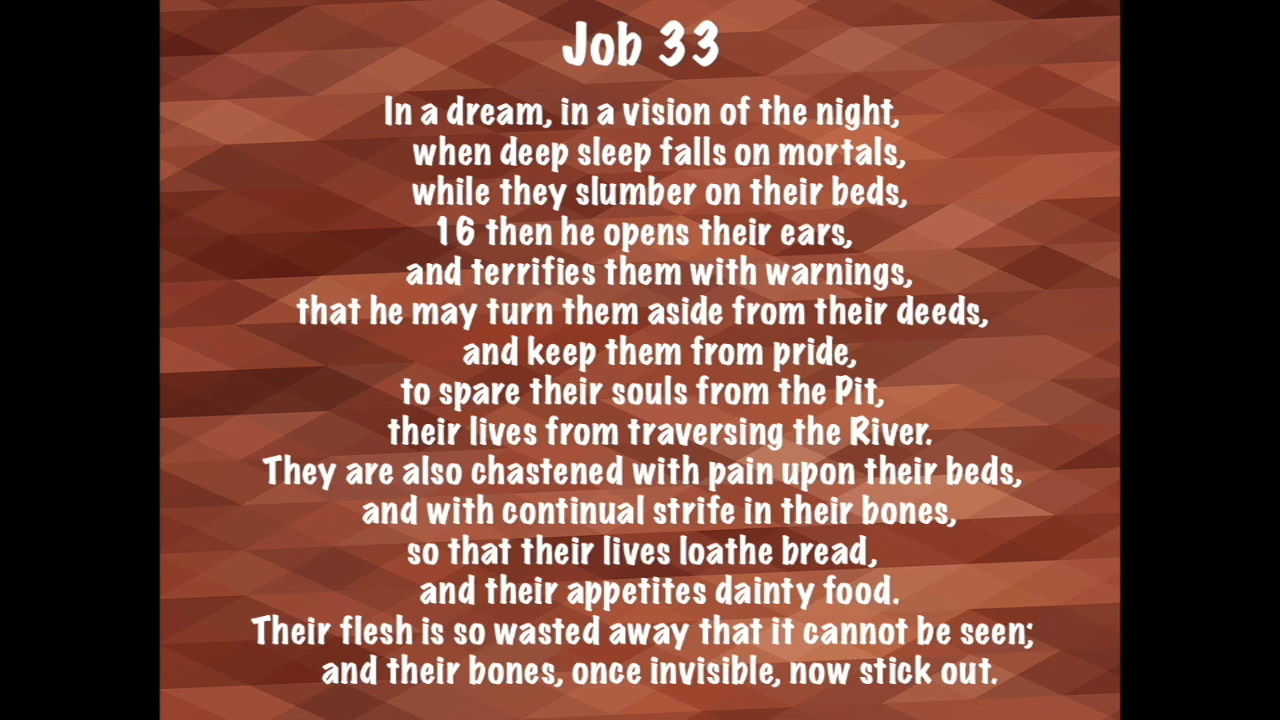 Job 33
In a dream, in a vision of the night,
when deep sleep falls on mortals,
while they slumber on their beds,
16 then he opens their ears,
and terrifies them with warnings,
that he may turn them aside from their deeds,
and keep them from pride,
to spare their souls from the Pit,
their lives from traversing the River.
They are also chastened with pain upon their beds,
and with continual strife in their bones,
so that their lives loathe bread,
and their appetites dainty food.
Their flesh is so wasted away that it cannot be seen;
and their bones, once invisible, now stick out.